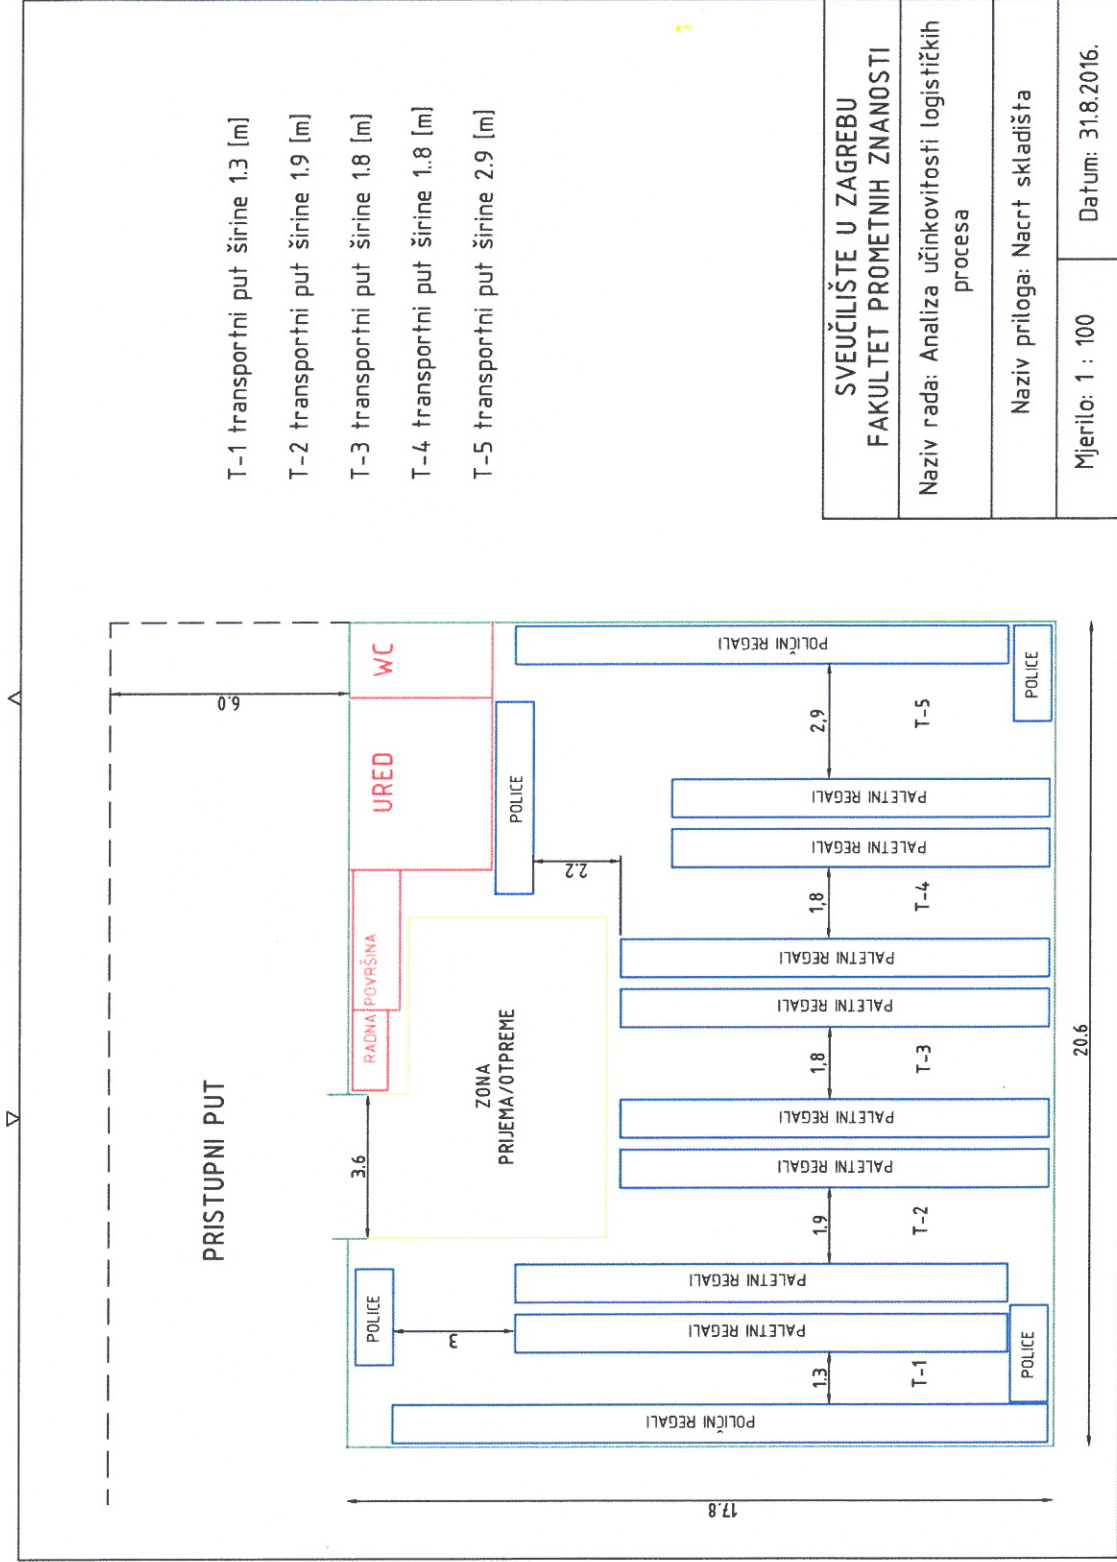 T-1 transportni put širine 1.3 [m]
T-2 transportni put širine 1.9 [m]
T-3 transportni put širine 1.8 [m]
T-4 transportni put širine 1..8 [m]
T-5 transportni put širine 2.9 [m]
PRISTUPNI PUT
6.0
3.6
RADNA POVRŠINA
URED
WC
POLICE
POLICE
ZONA
PRIJEMA/OTPREME
3
2.2
17.8
POLIČNI REGALI
PALETNI REGALI
PALETNI REGALI
PALETNI REGALI
PALETNI REGALI
PALETNI REGALI
PALETNI REGALI
PALETNI REGALI
PALETNI REGALI
POLIČNI REGALI
1.3
1.9
1,8
1,8
2,9
T-1
T-2
T-3
T-4
T-5
POLICE
POLICE
20.6
SVEUČILIŠTE U ZAGREBU
FAKULTET PROMETNIH ZNANOSTI
Naziv rada: Analiza učinkovitosti logističkih
procesa
Naziv priloga: Nacrt skladišta
Mjerilo: 1 : 100
Datum: 31.8.2016.